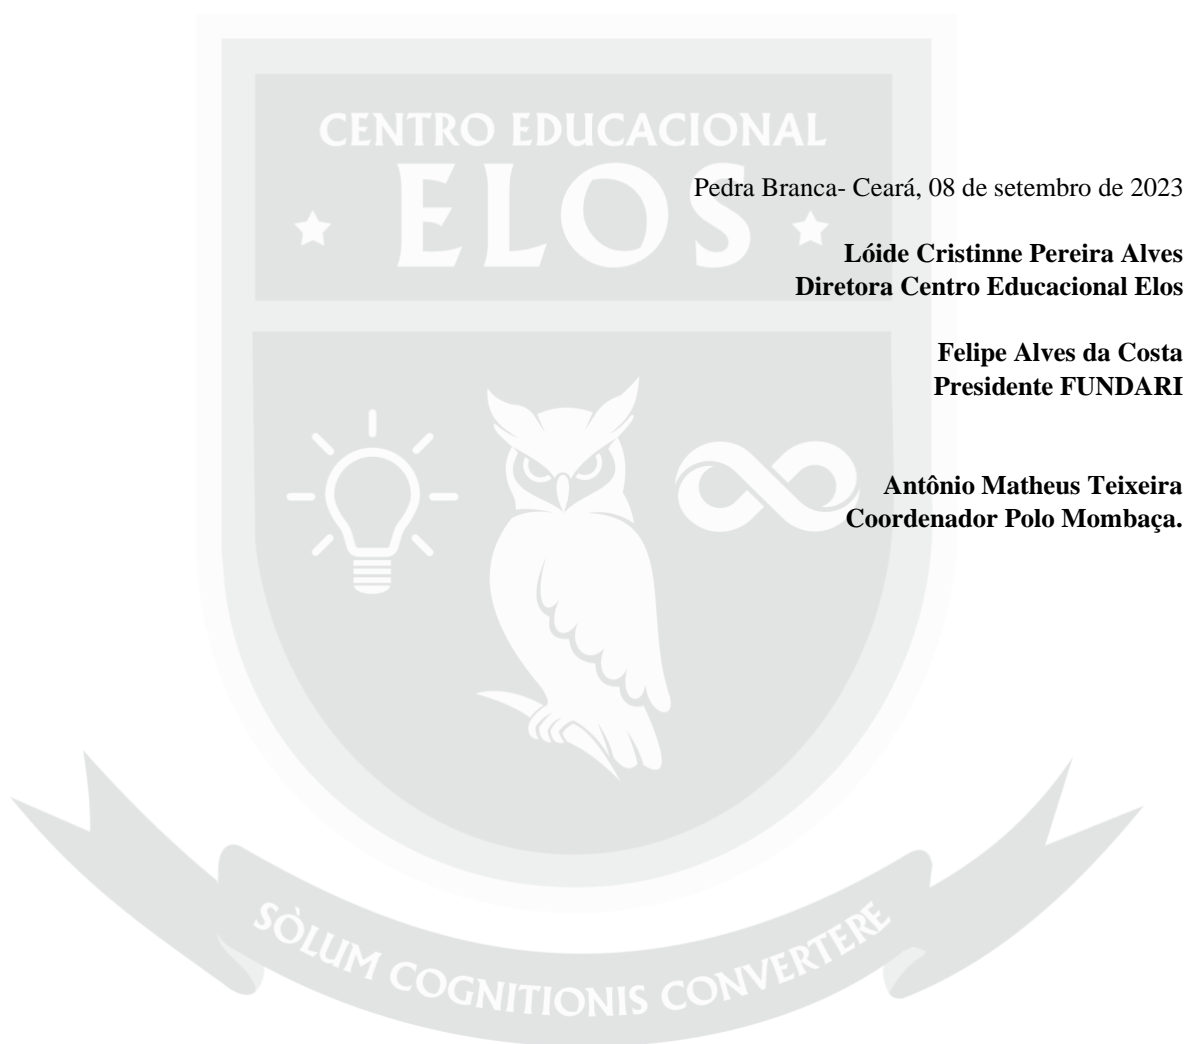 CENTRO EDUCACIONAL
ELOS
Pedra Branca- Ceará, 08 de setembro de 2023
Lóide Cristinne Pereira Alves
Diretora Centro Educacional Elos
Felipe Alves da Costa
Presidente FUNDARI
Antônio Matheus Teixeira
Coordenador Polo Mombaça.
SÒLUM COGNITIONIS CONVERTERE